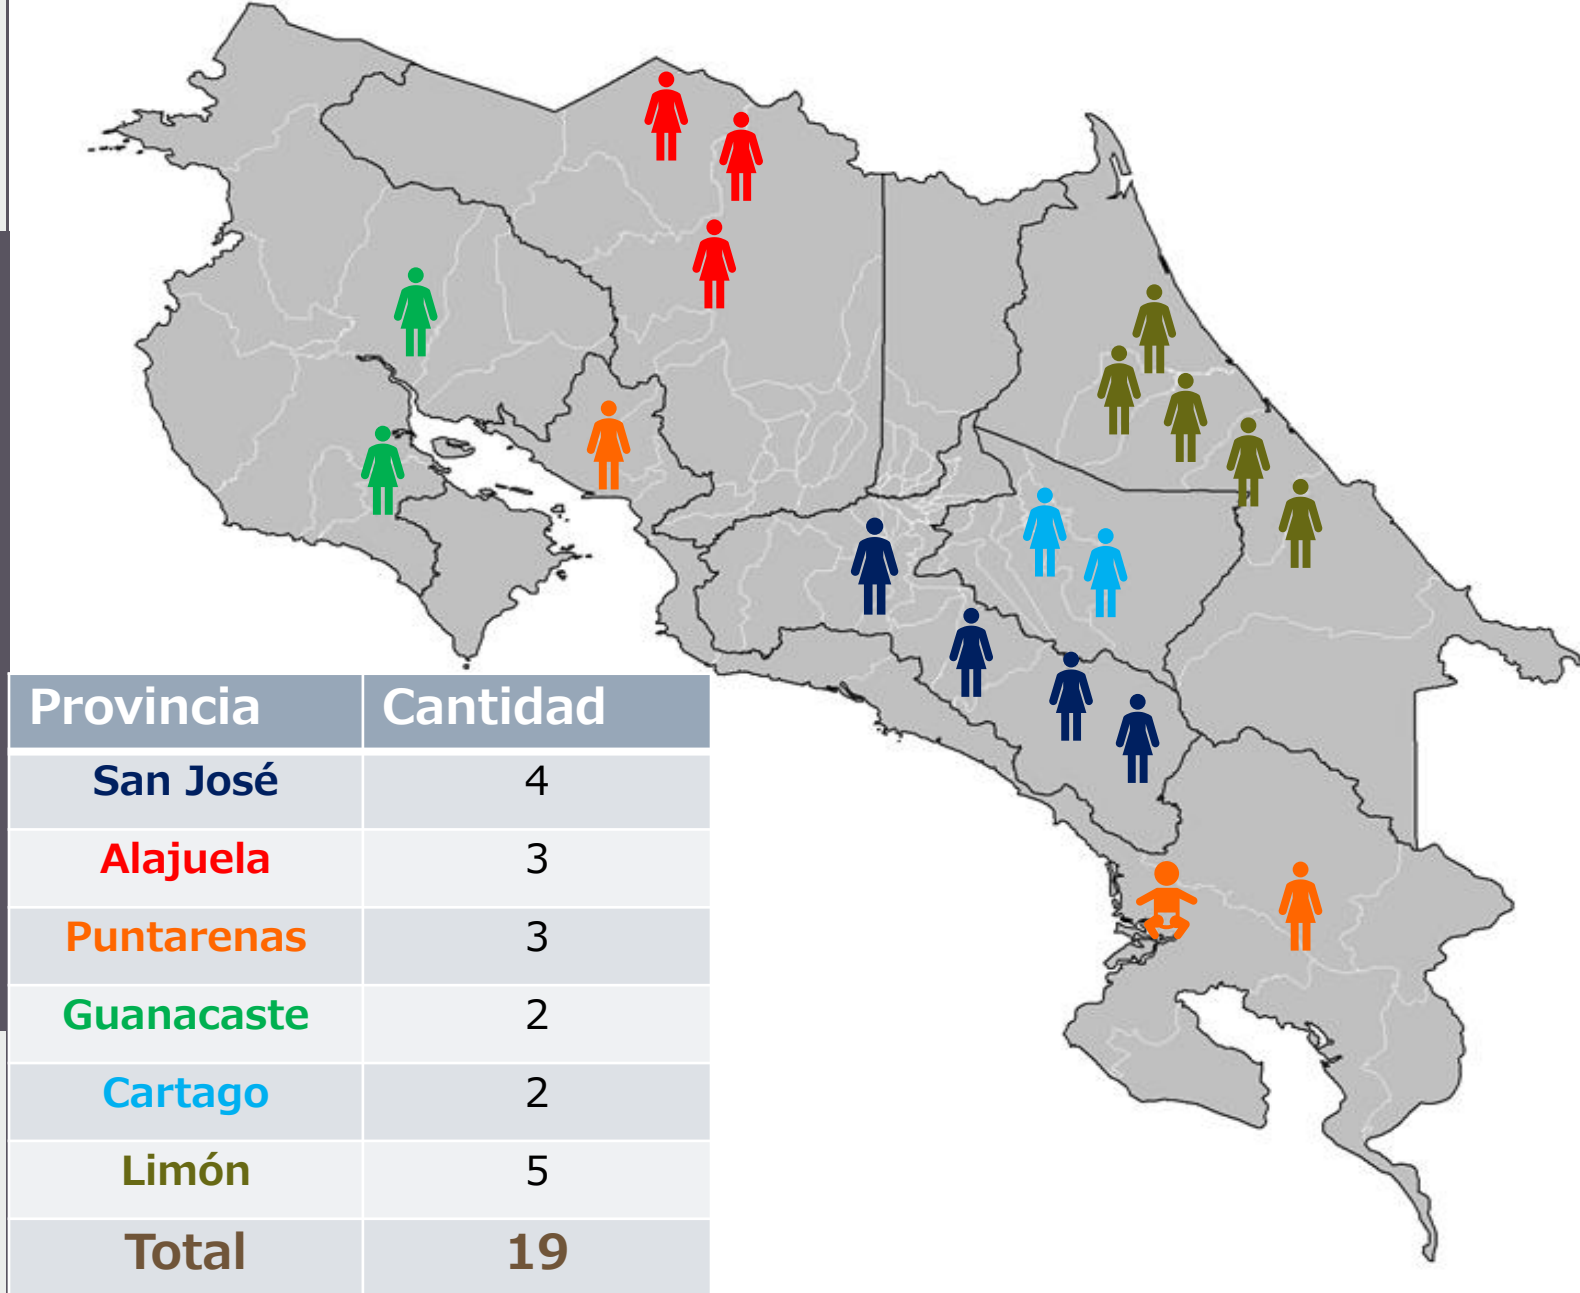 Provincia Cantidad
San José 4
Alajuela 3
Puntarenas 3
Guanacaste 2
Cartago 2
Limón 5
Total 19